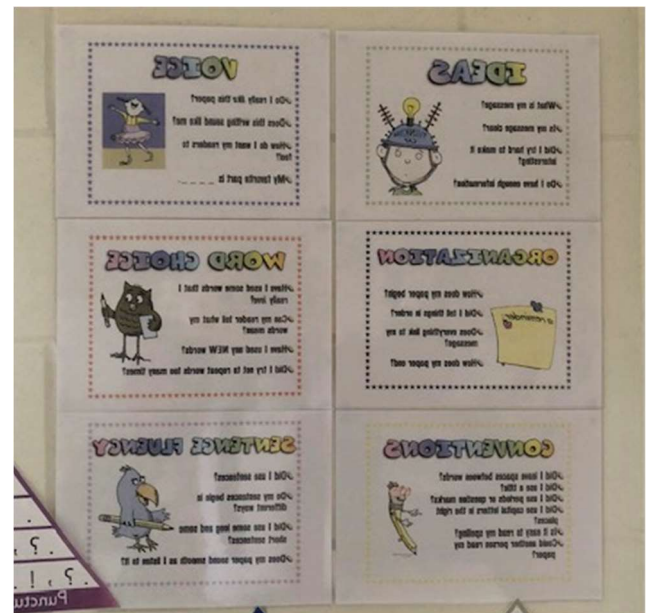 IDEAS
What is my message?
Is my message clear?
Did I try hard to make it
interesting?
Do I have enough information?
VOICE
Do I really like this paper?
Does this writing sound like me?
How do I want my readers to
feel?
My favorite part is _ _ _ _.
ORGANIZATION
How does my paper begin?
Did I tell things in order?
Does everything link to my
message?
How does my paper end?
a reminder
WORD CHOICE
Have I used some words that I
really love?
Can my reader tell what my
words mean?
Have I used any NEW words?
Did I try not to repeat words too many times?
CONVENTIONS
Did I leave spaces between words?
Did I use a title?
Did I use periods or question marks?
Did I use capital letters in the right
places?
Is it easy to read my spelling?
Could another person read my
paper?
SENTENCE FLUENCY
Did I use sentences?
Do my sentences begin in
different ways?
Did I use some long and some
short sentences?
Does my paper sound smooth as I listen to it?
. ? ,
. ? , ! .
Punctu